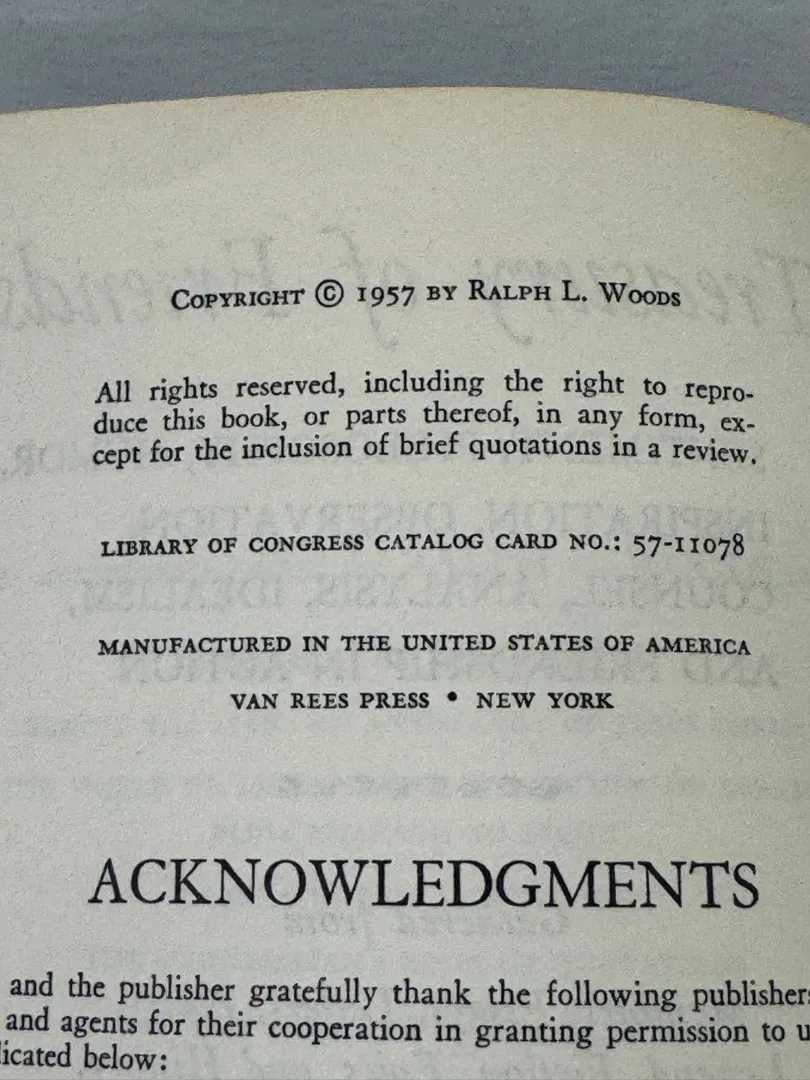 COPYRIGHT © 1957 BY RALPH L. WOODS
All rights reserved, including the right to repro-
duce this book, or parts thereof, in any form, ex-
cept for the inclusion of brief quotations in a review.
LIBRARY OF CONGRESS CATALOG CARD NO.: 57-11078
MANUFACTURED IN THE UNITED STATES OF AMERICA
VAN REES PRESS • NEW YORK
ACKNOWLEDGMENTS
and the publisher gratefully thank the following publishers
and agents for their cooperation in granting permission to u
licated below: